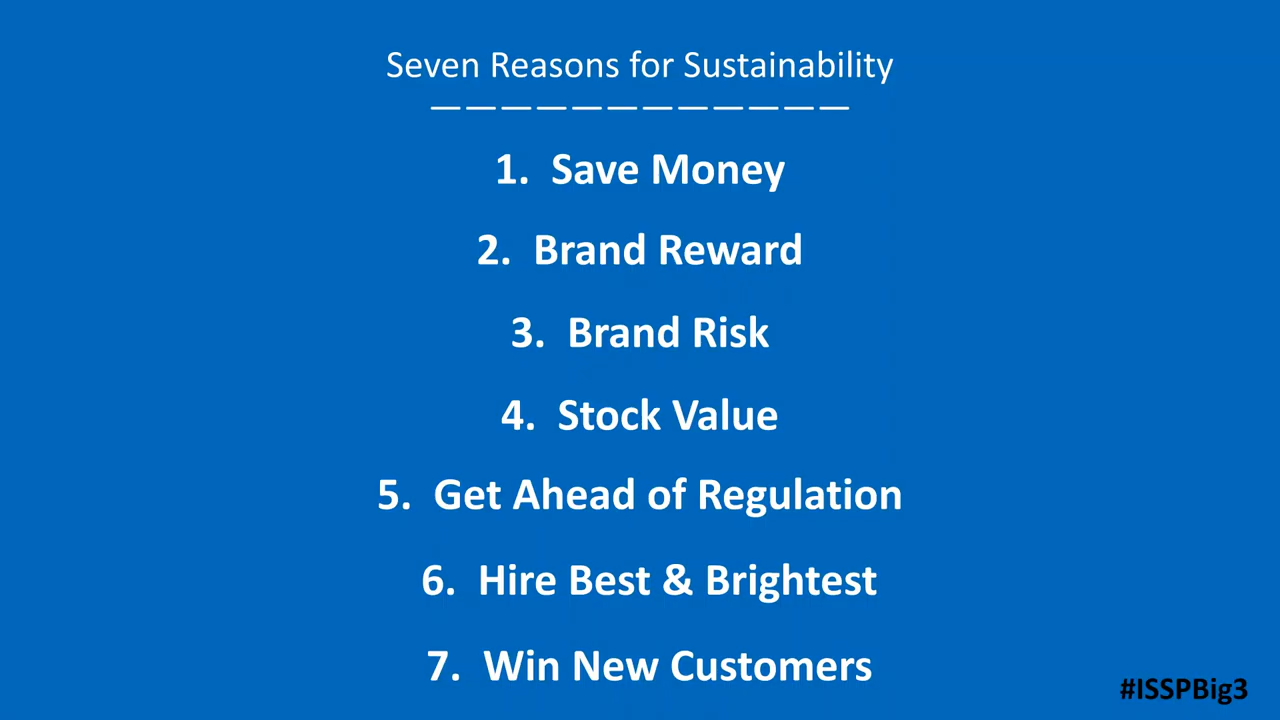 Seven Reasons for Sustainability
————————————
1. Save Money
2. Brand Reward
3. Brand Risk
4. Stock Value
5. Get Ahead of Regulation
6. Hire Best & Brightest
7. Win New Customers
#ISSPBig3